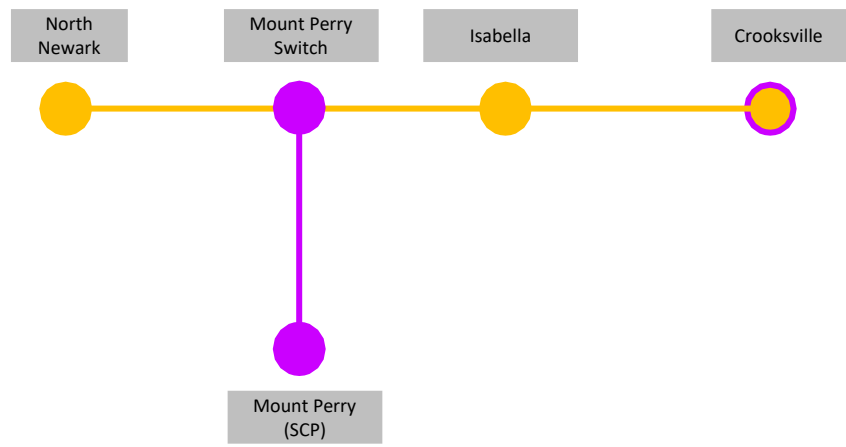 North
Newark
Mount Perry
Switch
Isabella
Crooksville
Mount Perry
(SCP)